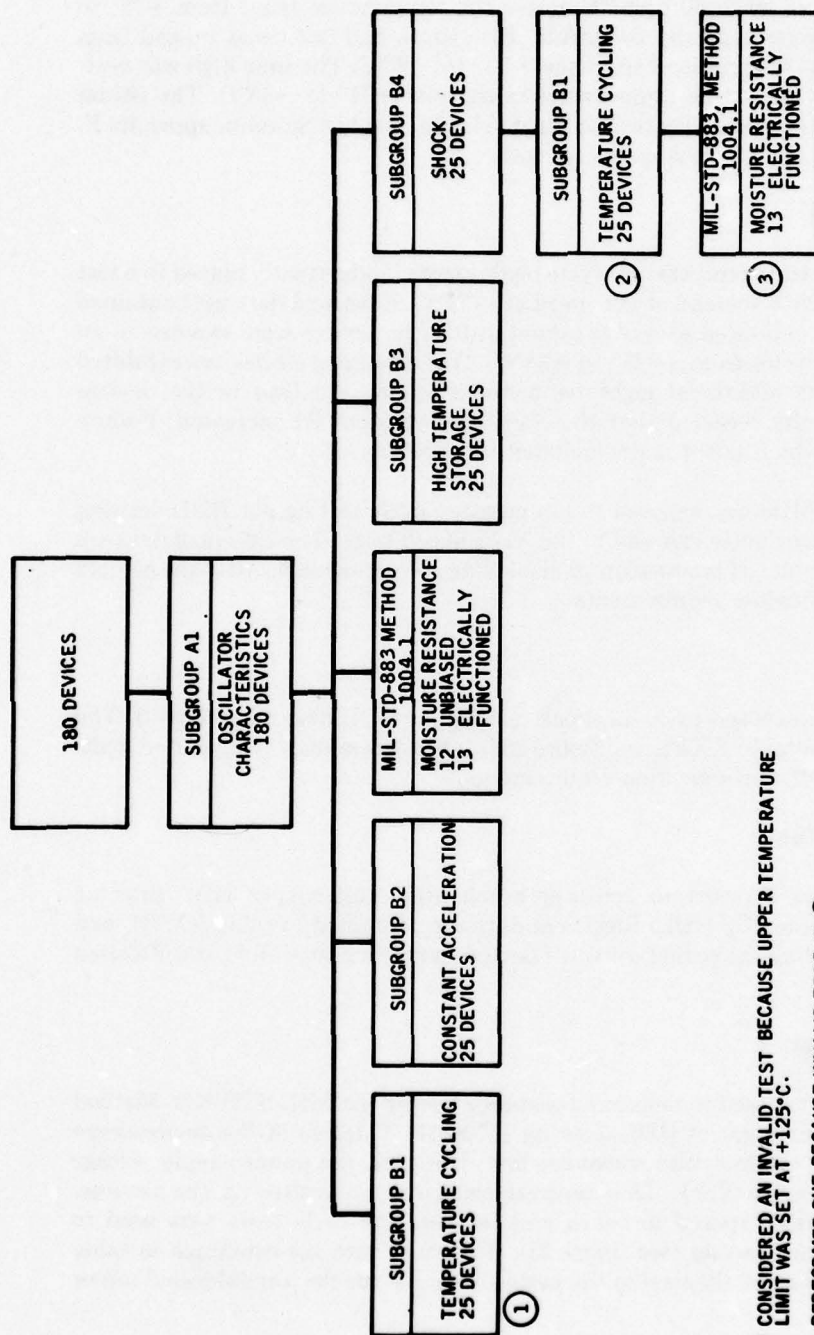 180 DEVICES
SUBGROUP A1
OSCILLATOR
CHARACTERISTICS
180 DEVICES
SUBGROUP B1
TEMPERATURE CYCLING
25 DEVICES
1
SUBGROUP B2
CONSTANT ACCELERATION
25 DEVICES
MIL-STD-883 METHOD
1004.1
MOISTURE RESISTANCE
12 UNBIASED
13 ELECTRICALLY
FUNCTIONED
SUBGROUP B3
HIGH TEMPERATURE
STORAGE
25 DEVICES
SUBGROUP B4
SHOCK
25 DEVICES
SUBGROUP B1
TEMPERATURE CYCLING
25 DEVICES
2
MIL-STD-883, METHOD
1004.1
MOISTURE RESISTANCE
13 ELECTRICALLY
FUNCTIONED
3
CONSIDERED AN INVALID TEST BECAUSE UPPER TEMPERATURE
LIMIT WAS SET AT +125°C.